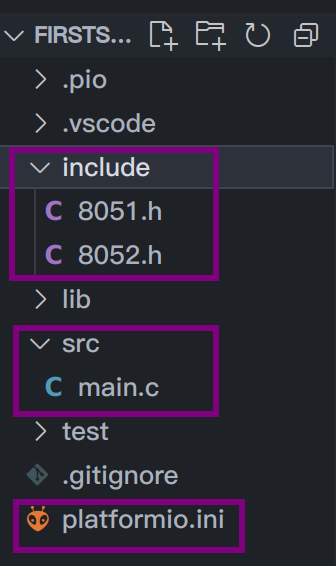 FIRSTS...
.pio
.vscode
include
C 8051.h
C 8052.h
lib
src
C main.c
test
.gitignore
platformio.ini